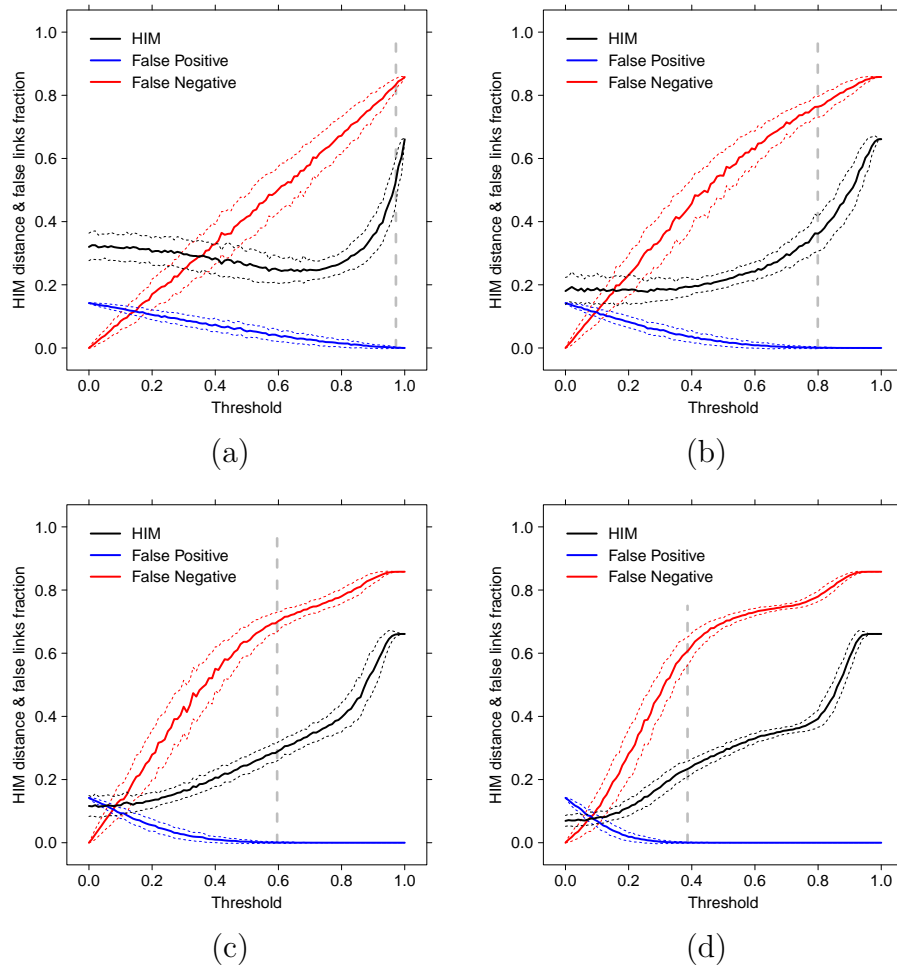 HIM distance & false links fraction
1.0
0.8
0.6
0.4
0.2
0.0
HIM
False Positive
False Negative
0.0 0.2 0.4 0.6 0.8 1.0
Threshold
(a)
HIM distance & false links fraction
1.0
0.8
0.6
0.4
0.2
0.0
HIM
False Positive
False Negative
0.0 0.2 0.4 0.6 0.8 1.0
Threshold
(b)
HIM distance & false links fraction
1.0
0.8
0.6
0.4
0.2
0.0
HIM
False Positive
False Negative
0.0 0.2 0.4 0.6 0.8 1.0
Threshold
(c)
HIM distance & false links fraction
1.0
0.8
0.6
0.4
0.2
0.0
HIM
False Positive
False Negative
0.0 0.2 0.4 0.6 0.8 1.0
Threshold
(d)